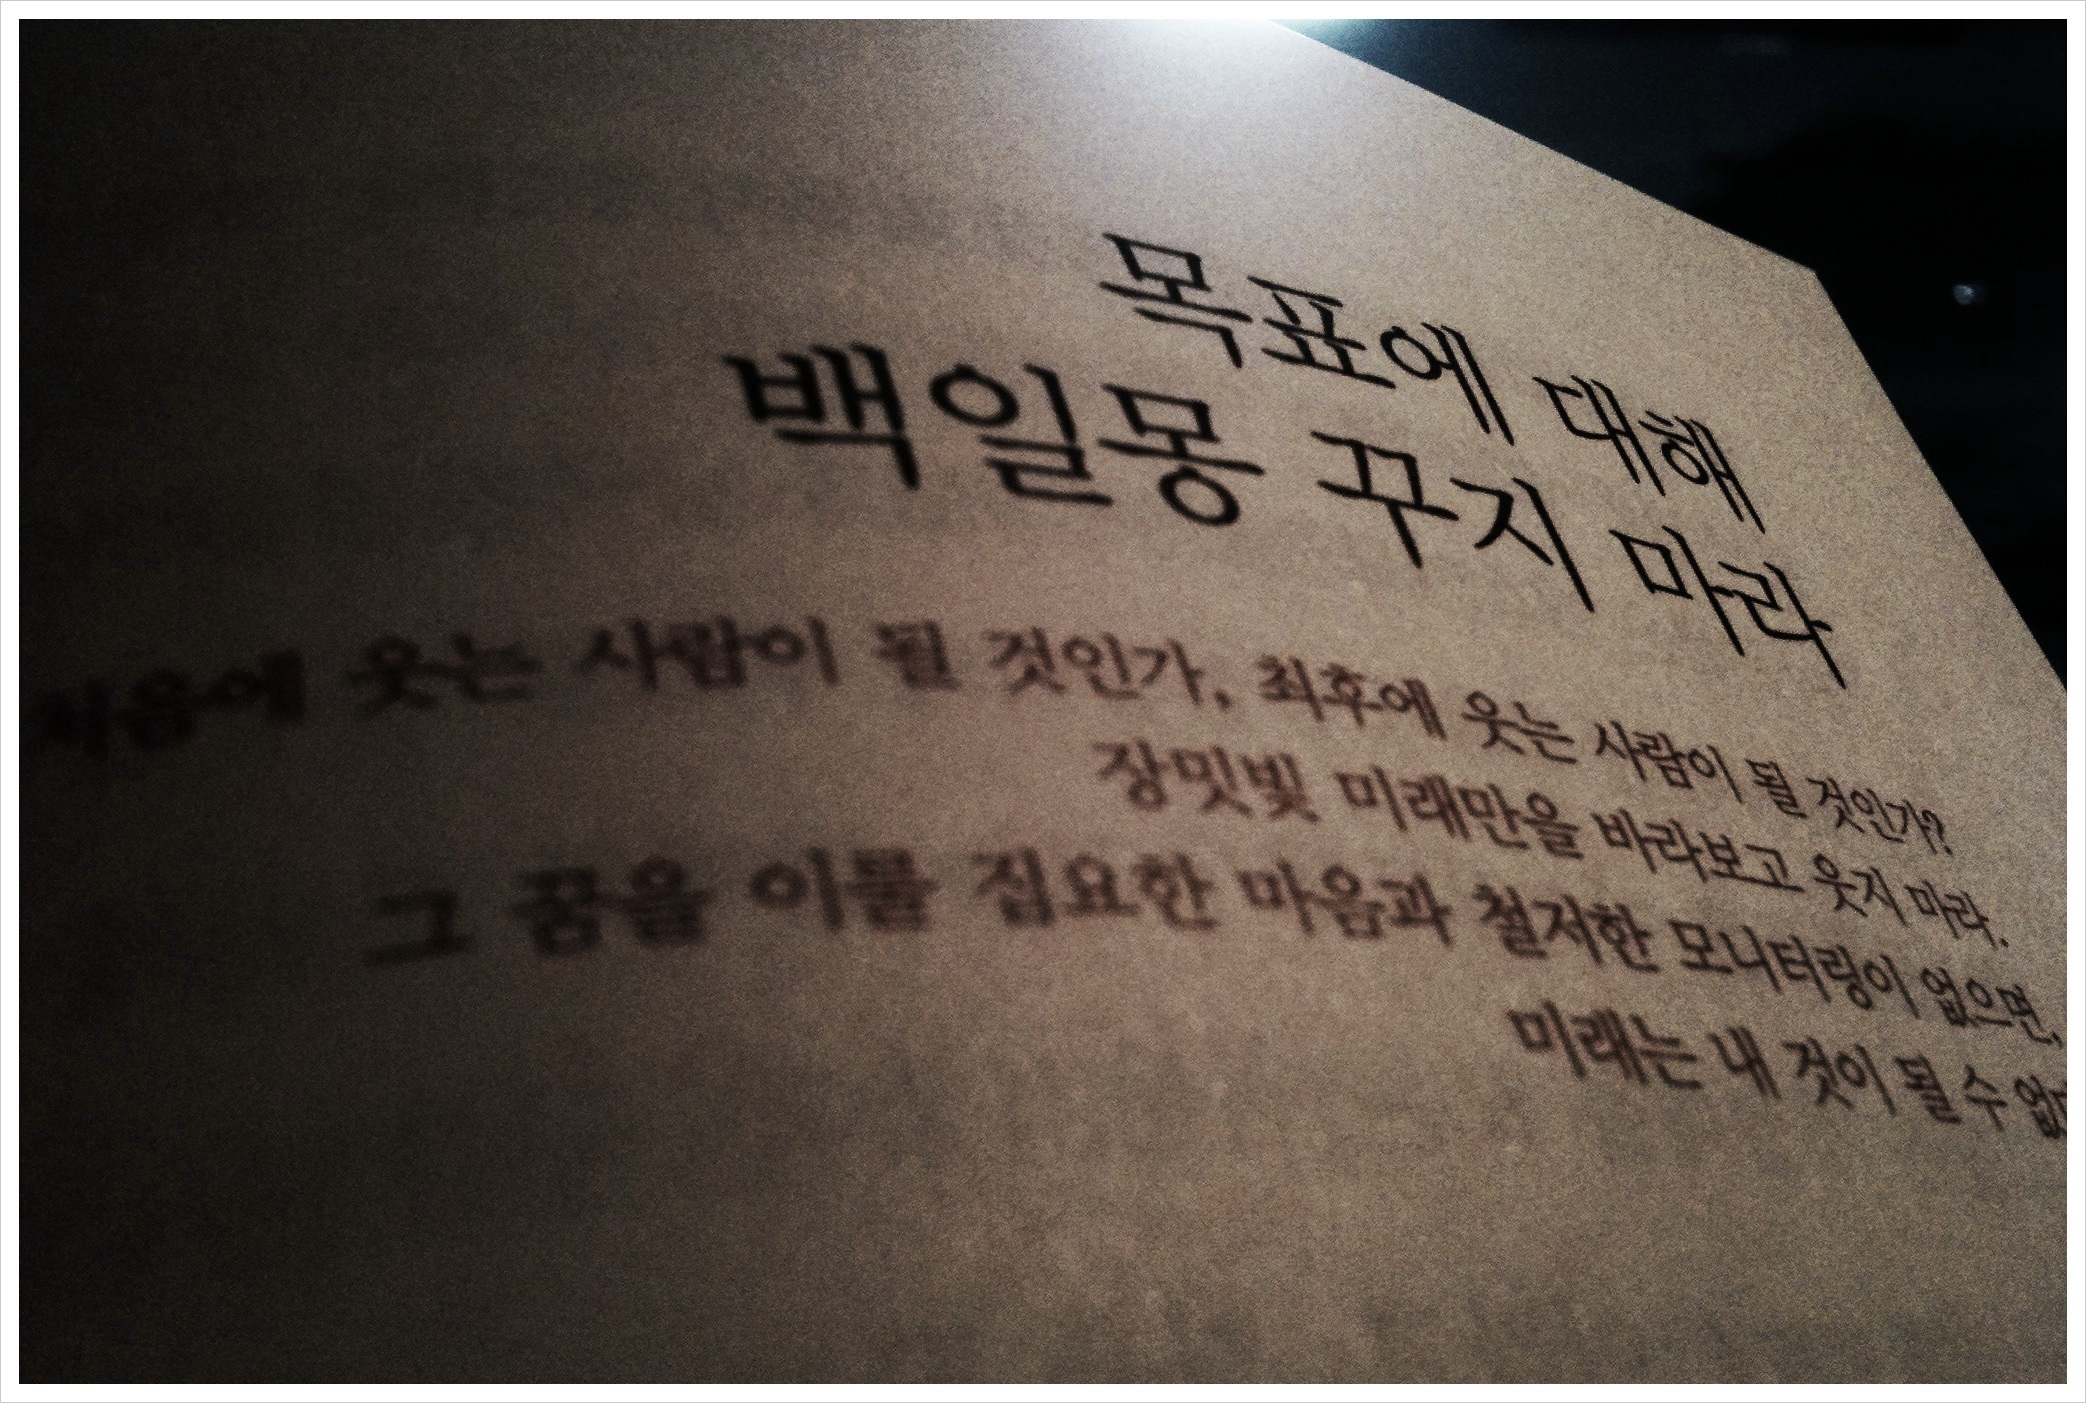 목표에 대해
백일몽 꾸지 마라
처음에 웃는 사람이 될 것인가, 최후에 웃는 사람이 될 것인가?
장밋빛 미래만을 바라보고 웃지 마라.
그 꿈을 이룰 집요한 마음과 철저한 모니터링이 없으면,
미래는 내 것이 될 수 없다